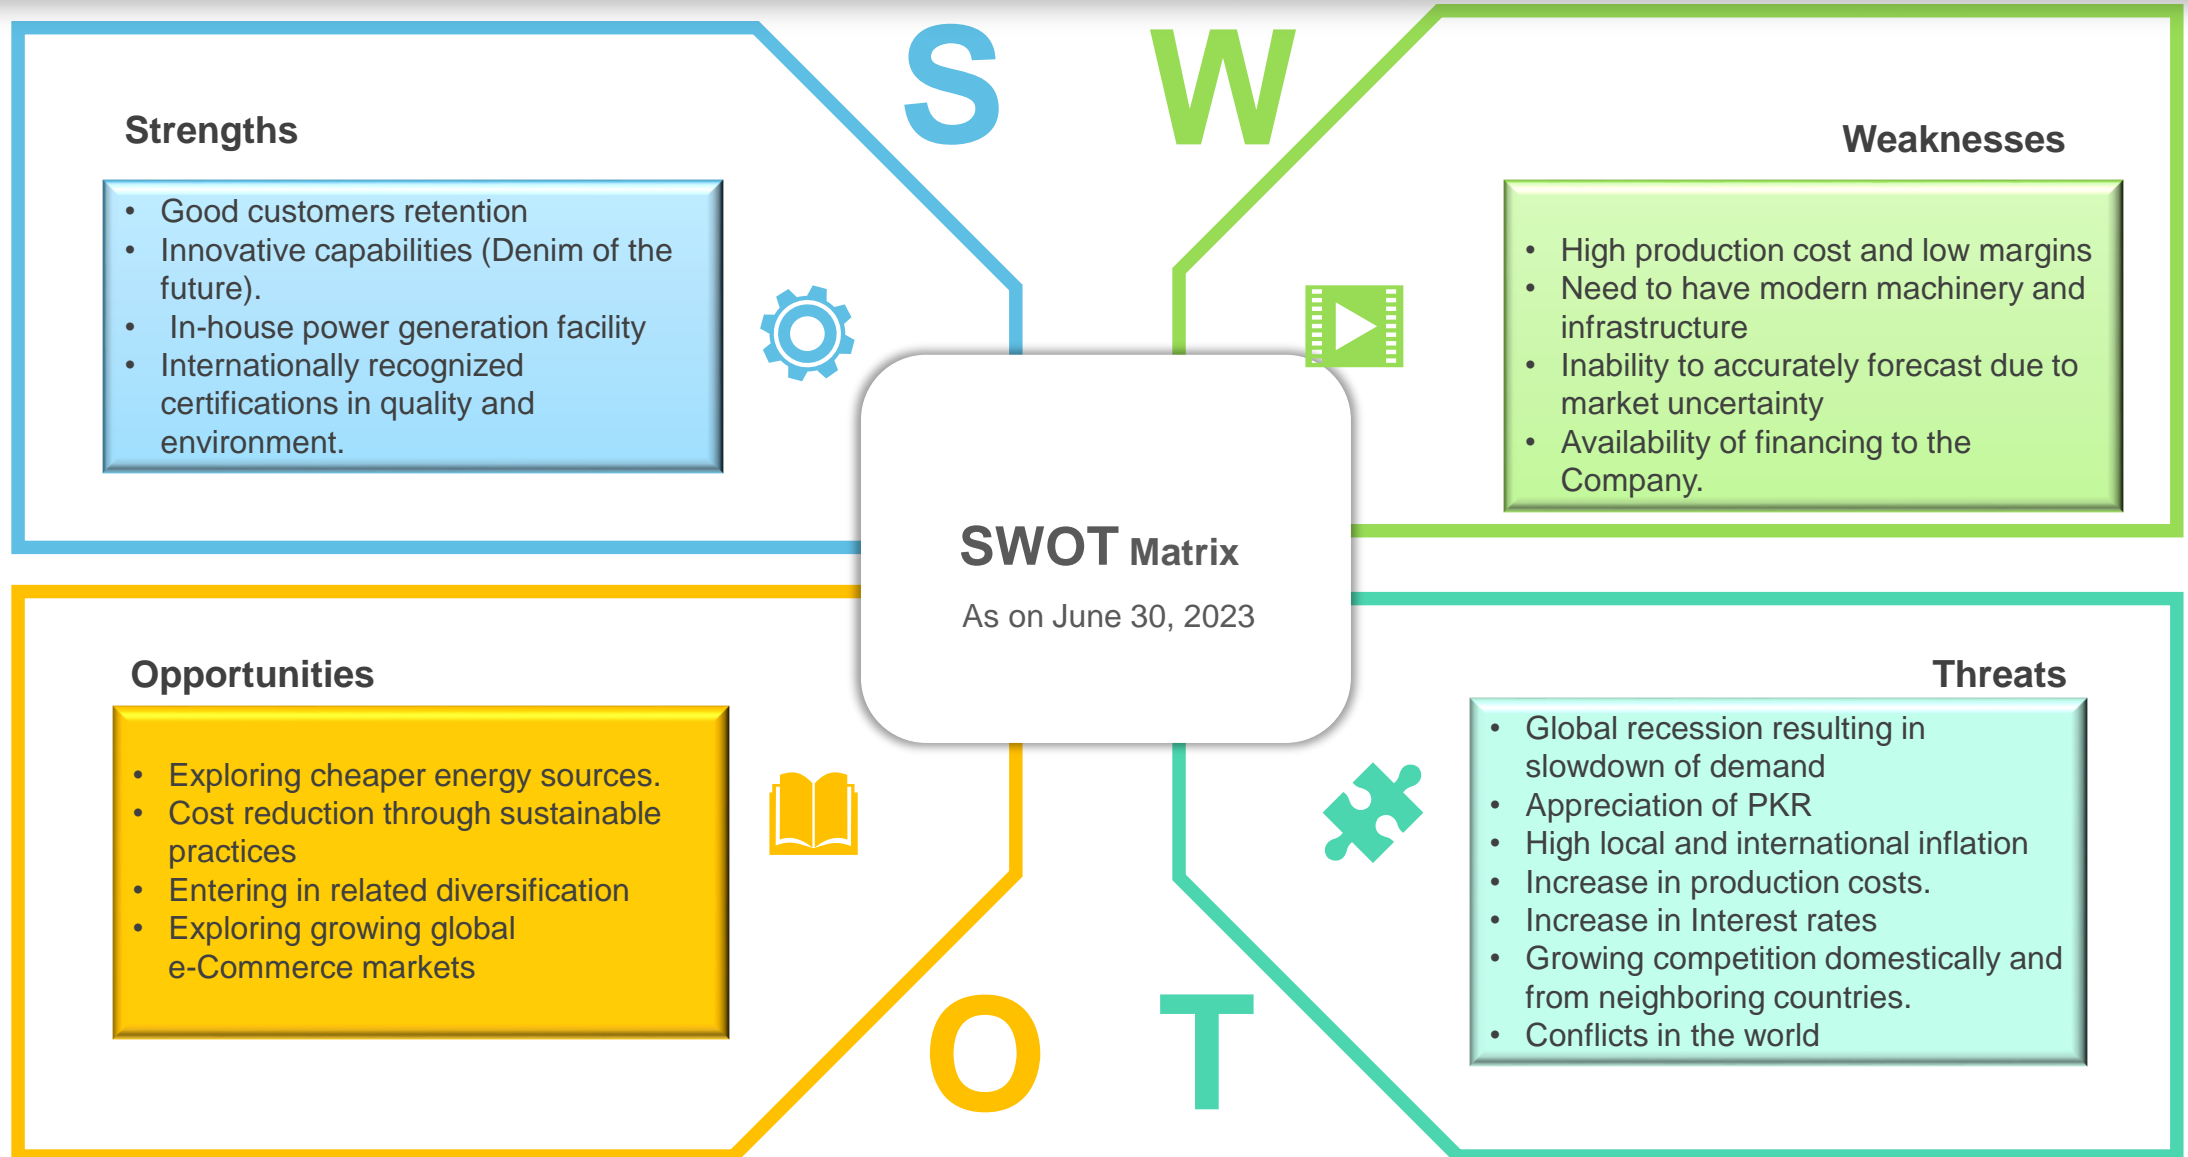 S W
Strengths
• Good customers retention
• Innovative capabilities (Denim of the
future).
• In-house power generation facility
• Internationally recognized
certifications in quality and
environment.
Weaknesses
• High production cost and low margins
• Need to have modern machinery and
infrastructure
• Inability to accurately forecast due to
market uncertainty
• Availability of financing to the
Company.
SWOT Matrix
As on June 30, 2023
Opportunities
• Exploring cheaper energy sources.
• Cost reduction through sustainable
practices
• Entering in related diversification
• Exploring growing global
e-Commerce markets
Threats
• Global recession resulting in
slowdown of demand
• Appreciation of PKR
• High local and international inflation
• Increase in production costs.
• Increase in Interest rates
• Growing competition domestically and
from neighboring countries.
• Conflicts in the world
O T